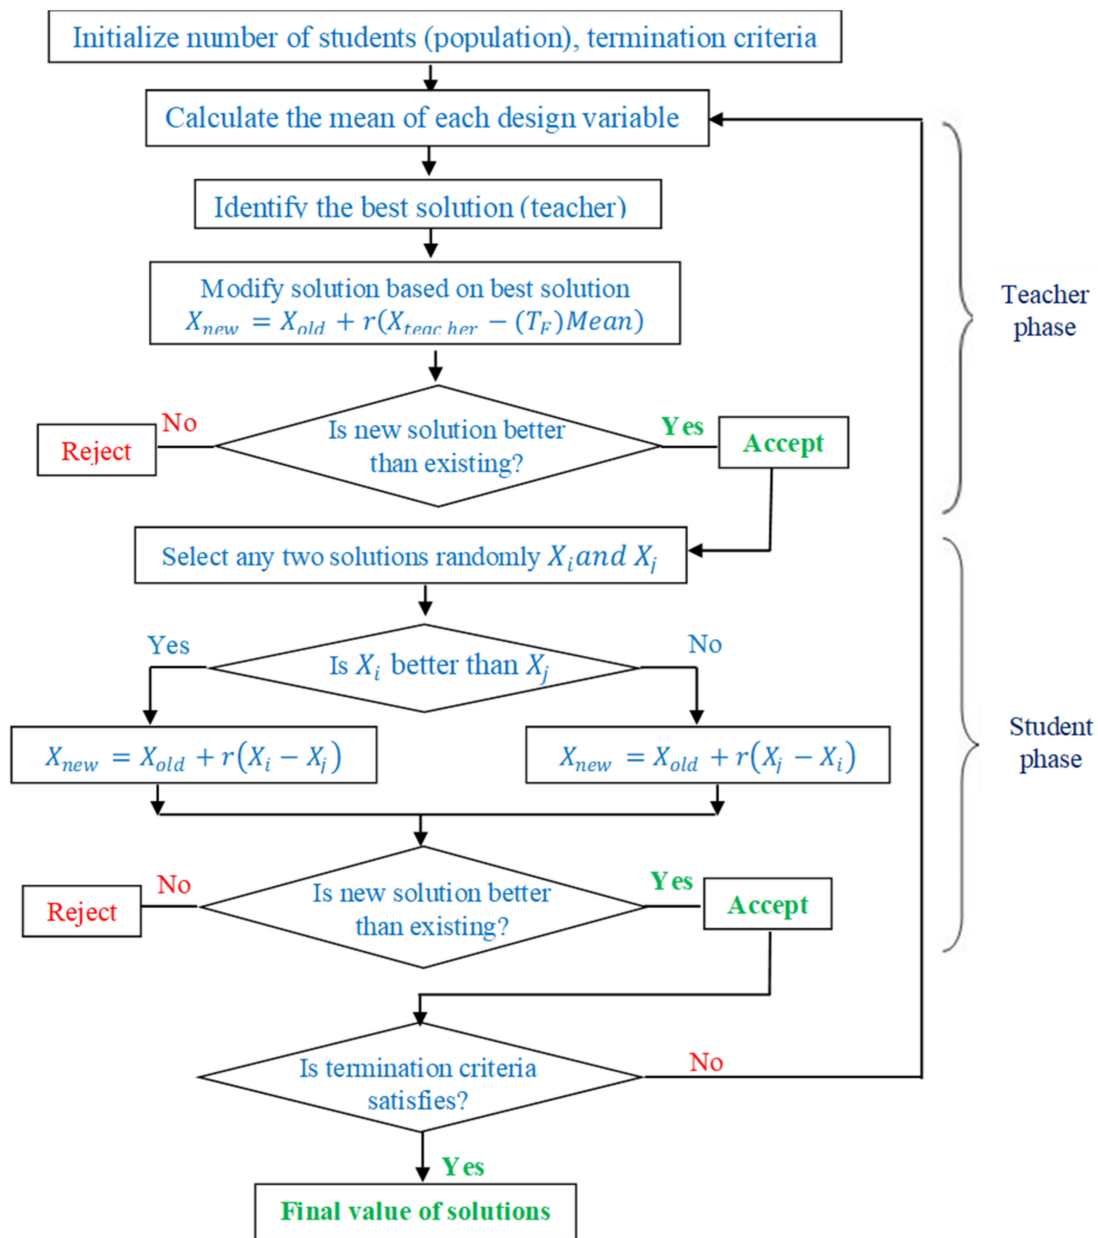 Initialize number of students (population), termination criteria
Calculate the mean of each design variable
Identify the best solution (teacher)
Modify solution based on best solution
X_new = X_old + r(X_teacher − (T_F)Mean)
Teacher
phase
No
Is new solution better
than existing?
Yes
Reject
Accept
Select any two solutions randomly X_i and X_j
Yes
Is X_i better than X_j
No
X_new = X_old + r(X_i − X_j)
X_new = X_old + r(X_j − X_i)
Student
phase
No
Is new solution better
than existing?
Yes
Reject
Accept
Is termination criteria
satisfies?
No
Yes
Final value of solutions